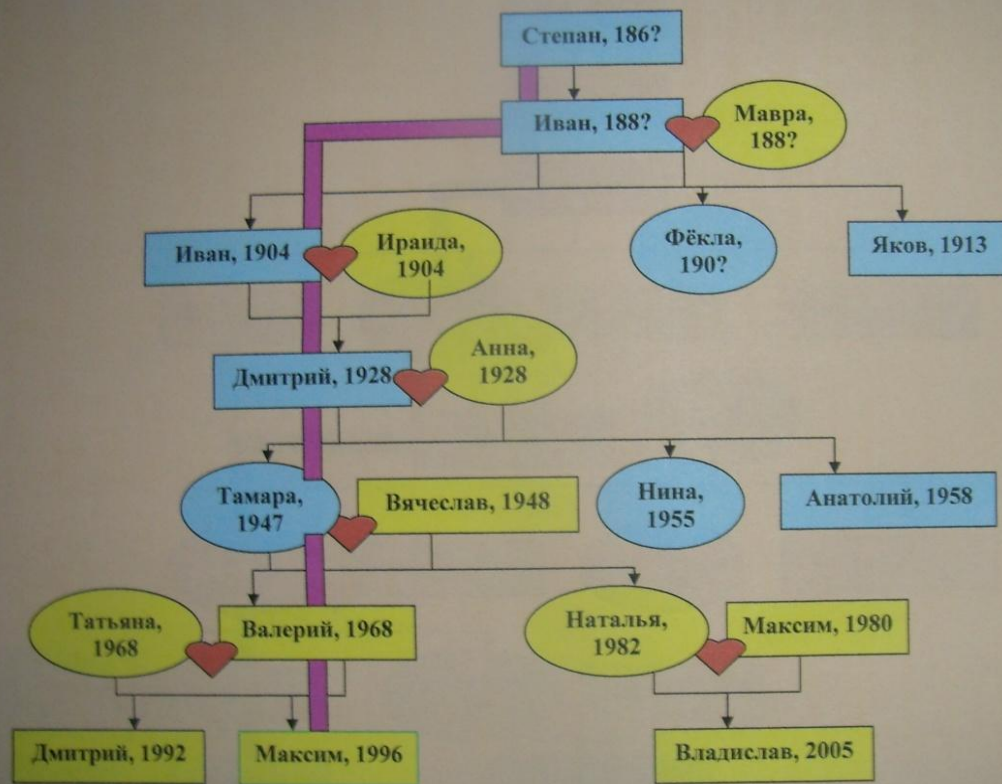 Степан, 186?
Иван, 188?
Мавра,
188?
Иван, 1904
Ираида,
1904
Фёкла,
190?
Яков, 1913
Дмитрий, 1928
Анна,
1928
Тамара,
1947
Вячеслав, 1948
Нина,
1955
Анатолий, 1958
Татьяна,
1968
Валерий, 1968
Наталья,
1982
Максим, 1980
Дмитрий, 1992
Максим, 1996
Владислав, 2005